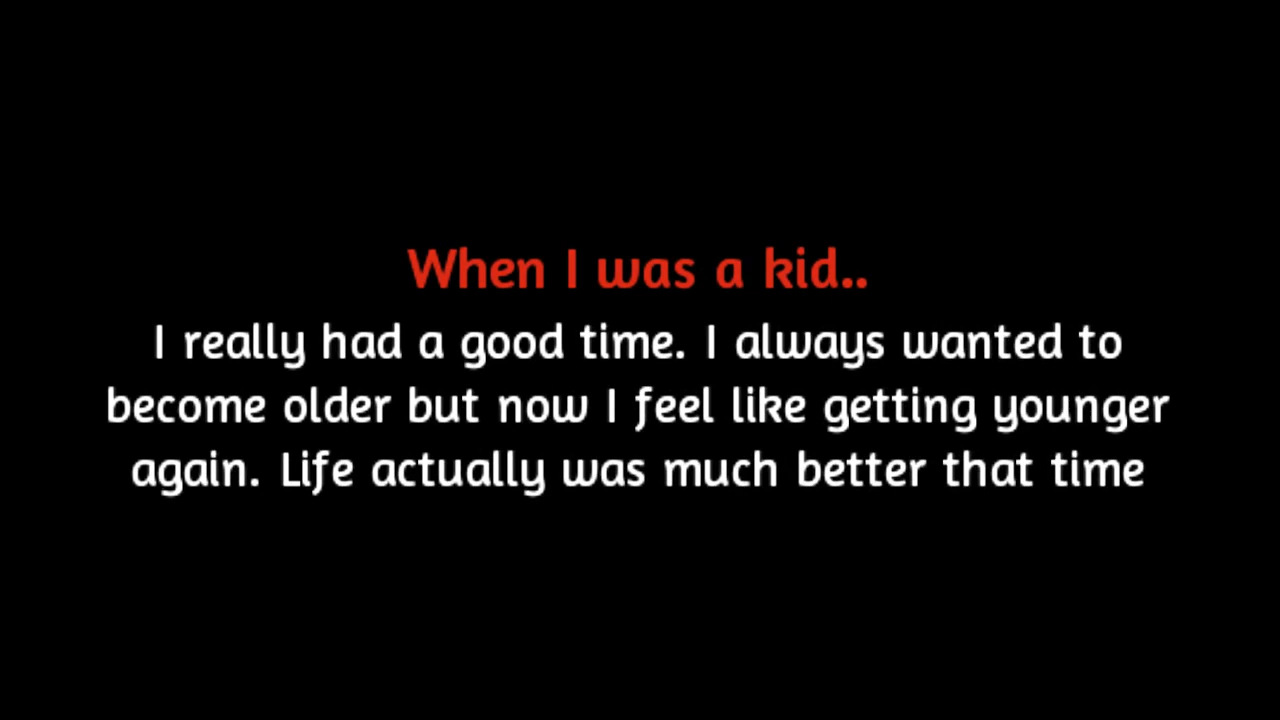 When I was a kid..
I really had a good time. I always wanted to
become older but now I feel like getting younger
again. Life actually was much better that time